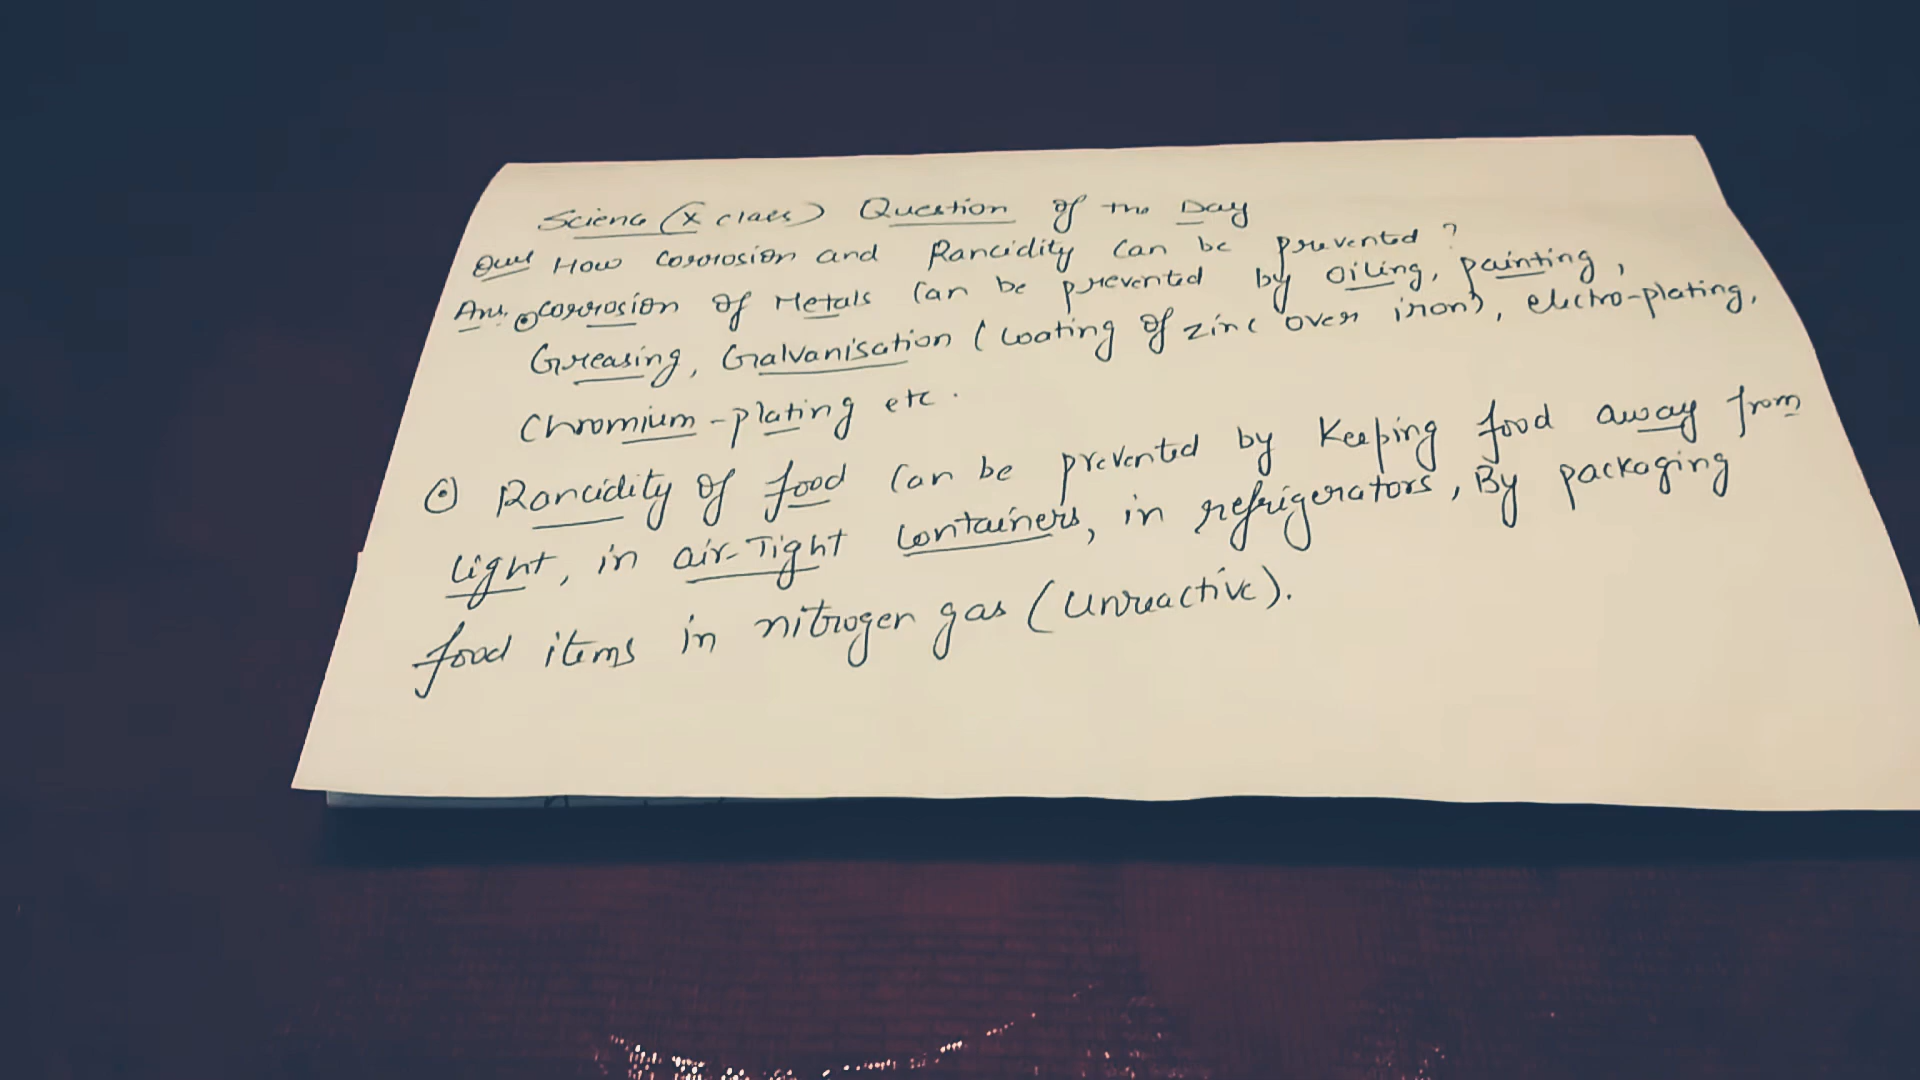 Science (X class) Question of the Day
Ques How corrosion and Rancidity can be prevented ?
Ans. ⊙ corrosion of Metals can be prevented by oiling, painting,
Greasing, Galvanisation (coating of zinc over iron), electro-plating,
Chromium-plating etc.
⊙ Rancidity of food can be prevented by Keeping food away from
light, in air-Tight containers, in refrigerators, By packaging
food items in nitrogen gas (unreactive).